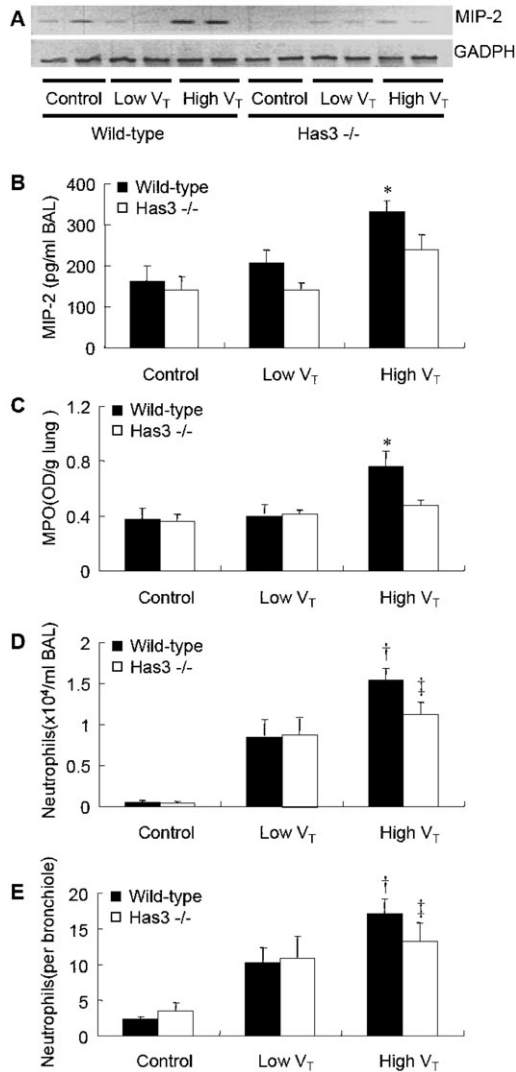 A
MIP-2
GADPH
Control Low VT High VT Control Low VT High VT
Wild-type Has3 -/-
B
400
300
200
100
0
MIP-2 (pg/ml BAL)
Wild-type
Has3 -/-
*
Control Low VT High VT
C
1.2
0.8
0.4
0
MPO(OD/g lung )
Wild-type
Has3 -/-
*
Control Low VT High VT
D
2
1.5
1
0.5
0
Neutrophils(x10⁴/ml BAL)
Wild-type
Has3 -/-
†
‡
Control Low VT High VT
E
20
15
10
5
0
Neutrophils(per bronchiole)
Wild-type
Has3 -/-
†
‡
Control Low VT High VT